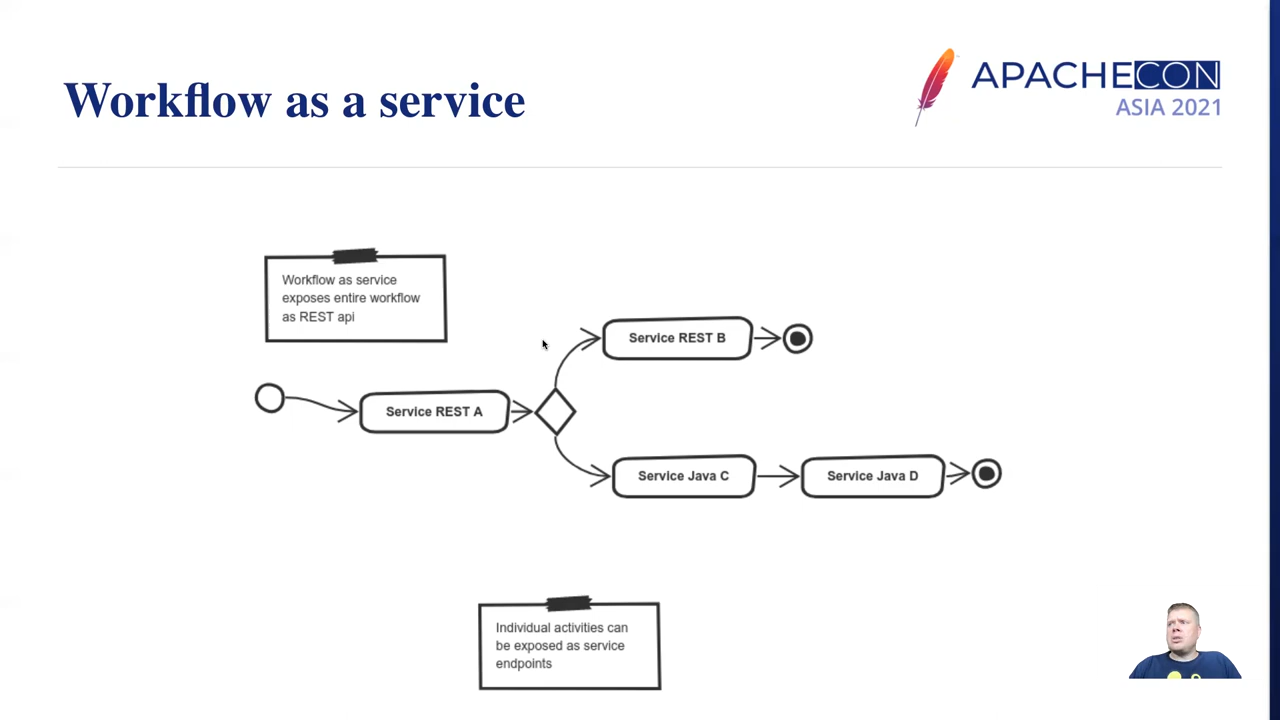 Workflow as a service
APACHECON
ASIA 2021
Workflow as service
exposes entire workflow
as REST api
Service REST B
Service REST A
Service Java C
Service Java D
Individual activities can
be exposed as service
endpoints